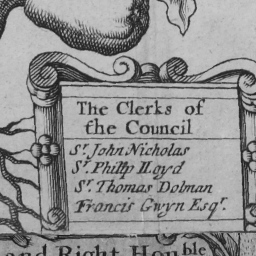 The Clerks of
the Council
Sr. John Nicholas
Sr. Philip Lloyd
Sr. Thomas Dolman
Francis Gwyn Esqr.
and Right Honble